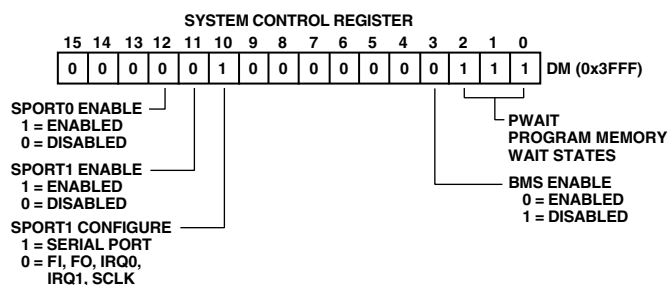 SYSTEM CONTROL REGISTER
15 14 13 12 11 10 9 8 7 6 5 4 3 2 1 0
0 0 0 0 0 1 0 0 0 0 0 0 0 1 1 1 DM (0x3FFF)
SPORT0 ENABLE
1 = ENABLED
0 = DISABLED
SPORT1 ENABLE
1 = ENABLED
0 = DISABLED
SPORT1 CONFIGURE
1 = SERIAL PORT
0 = FI, FO, IRQ0,
IRQ1, SCLK
PWAIT
PROGRAM MEMORY
WAIT STATES
BMS ENABLE
0 = ENABLED
1 = DISABLED